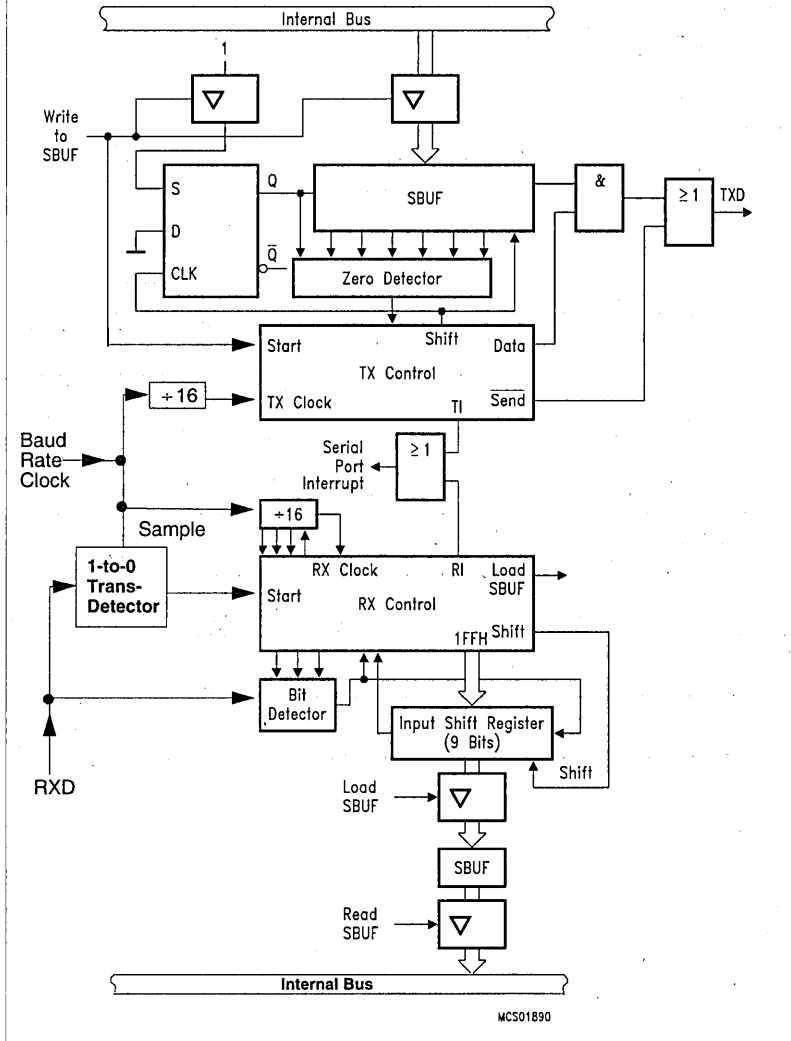 Internal Bus
1
Write
to
SBUF
S
Q
D
Q
CLK
SBUF
&
≥1
TXD
Zero Detector
Shift
Start
Data
TX Control
TX Clock
TI
Send
÷16
Baud
Rate
Clock
Serial
Port
Interrupt
≥1
Sample
÷16
1-to-0
Trans-
Detector
RX Clock
RI
Load
SBUF
Start
RX Control
1FFH
Shift
Bit
Detector
Input Shift Register
(9 Bits)
Shift
RXD
Load
SBUF
SBUF
Read
SBUF
Internal Bus
MCS01890